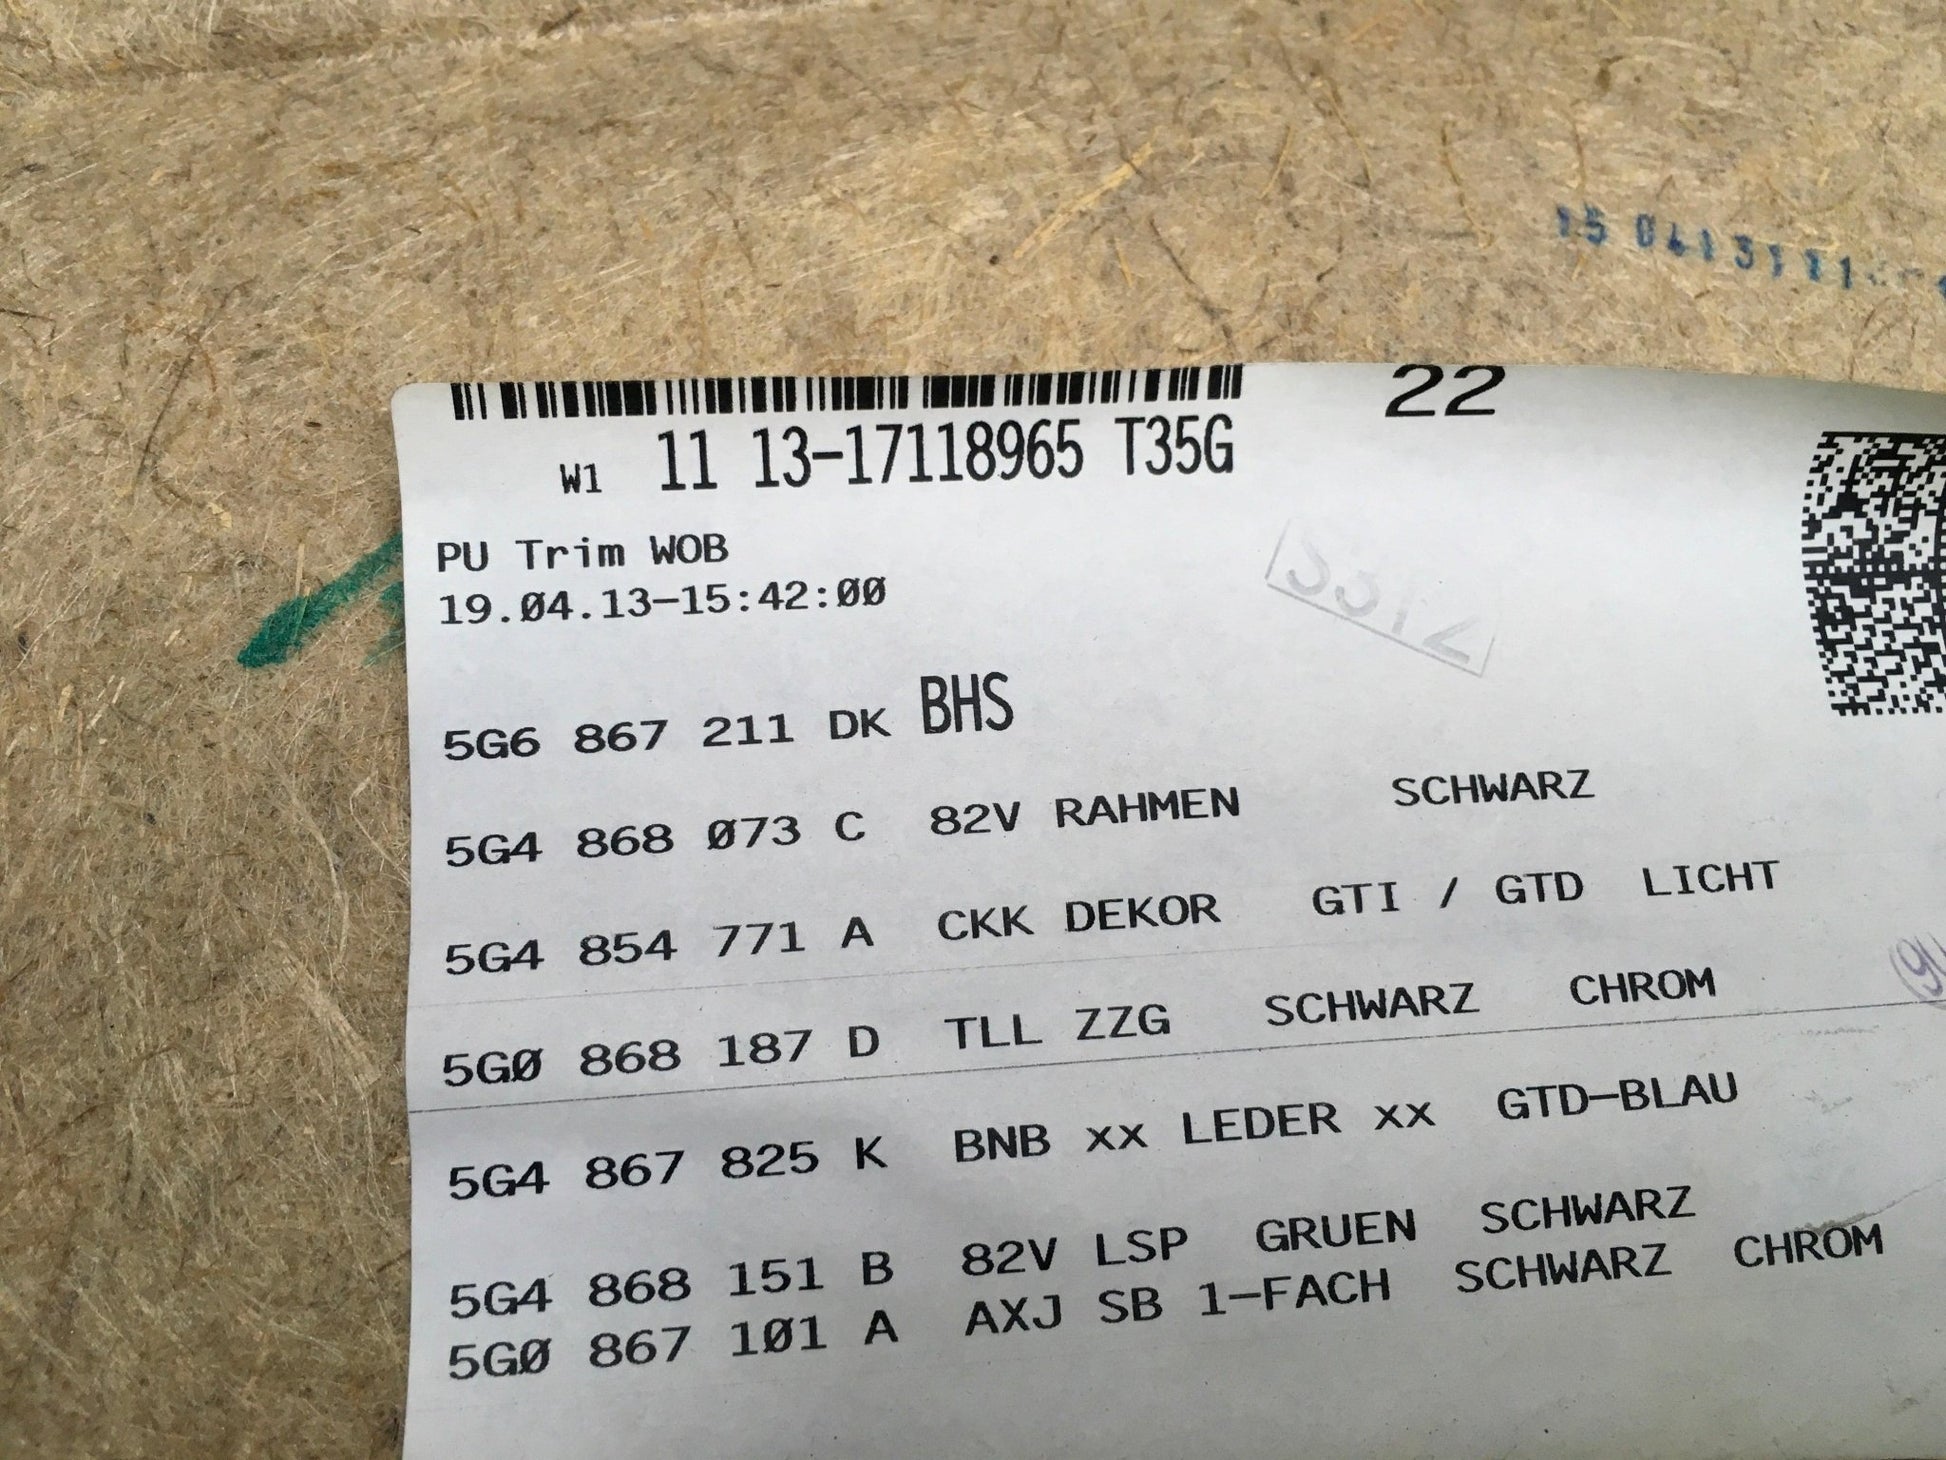 22
W1 11 13-17118965 T35G
PU Trim WOB
19.04.13-15:42:00
5G6 867 211 DK BHS
5G4 868 073 C 82V RAHMEN SCHWARZ
5G4 854 771 A CKK DEKOR GTI / GTD LICHT
5G0 868 187 D TLL ZZG SCHWARZ CHROM
5G4 867 825 K BNB xx LEDER xx GTD-BLAU
5G4 868 151 B 82V LSP GRUEN SCHWARZ
5G0 867 101 A AXJ SB 1-FACH SCHWARZ CHROM